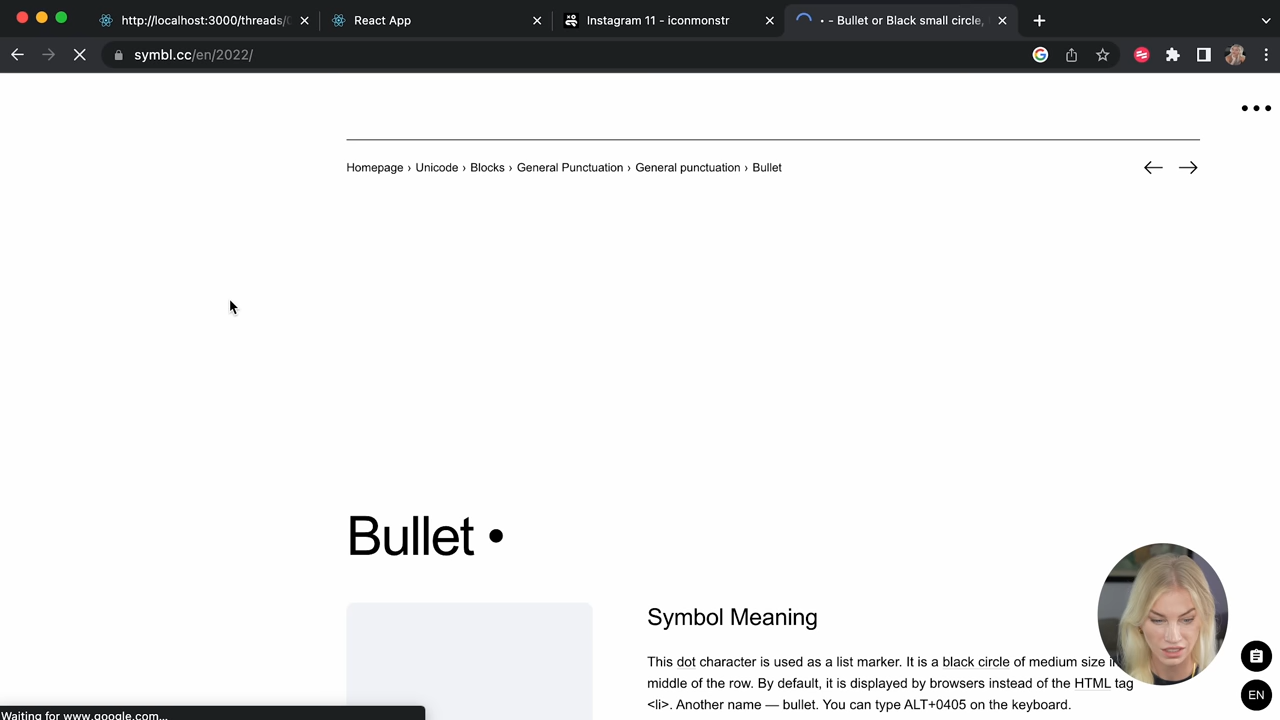 http://localhost:3000/threads/
React App
Instagram 11 - iconmonstr
• - Bullet or Black small circle,
symbl.cc/en/2022/
Homepage › Unicode › Blocks › General Punctuation › General punctuation › Bullet
Bullet •
Symbol Meaning
This dot character is used as a list marker. It is a black circle of medium size in
middle of the row. By default, it is displayed by browsers instead of the HTML tag
<li>. Another name — bullet. You can type ALT+0405 on the keyboard.
EN
Waiting for www.google.com...